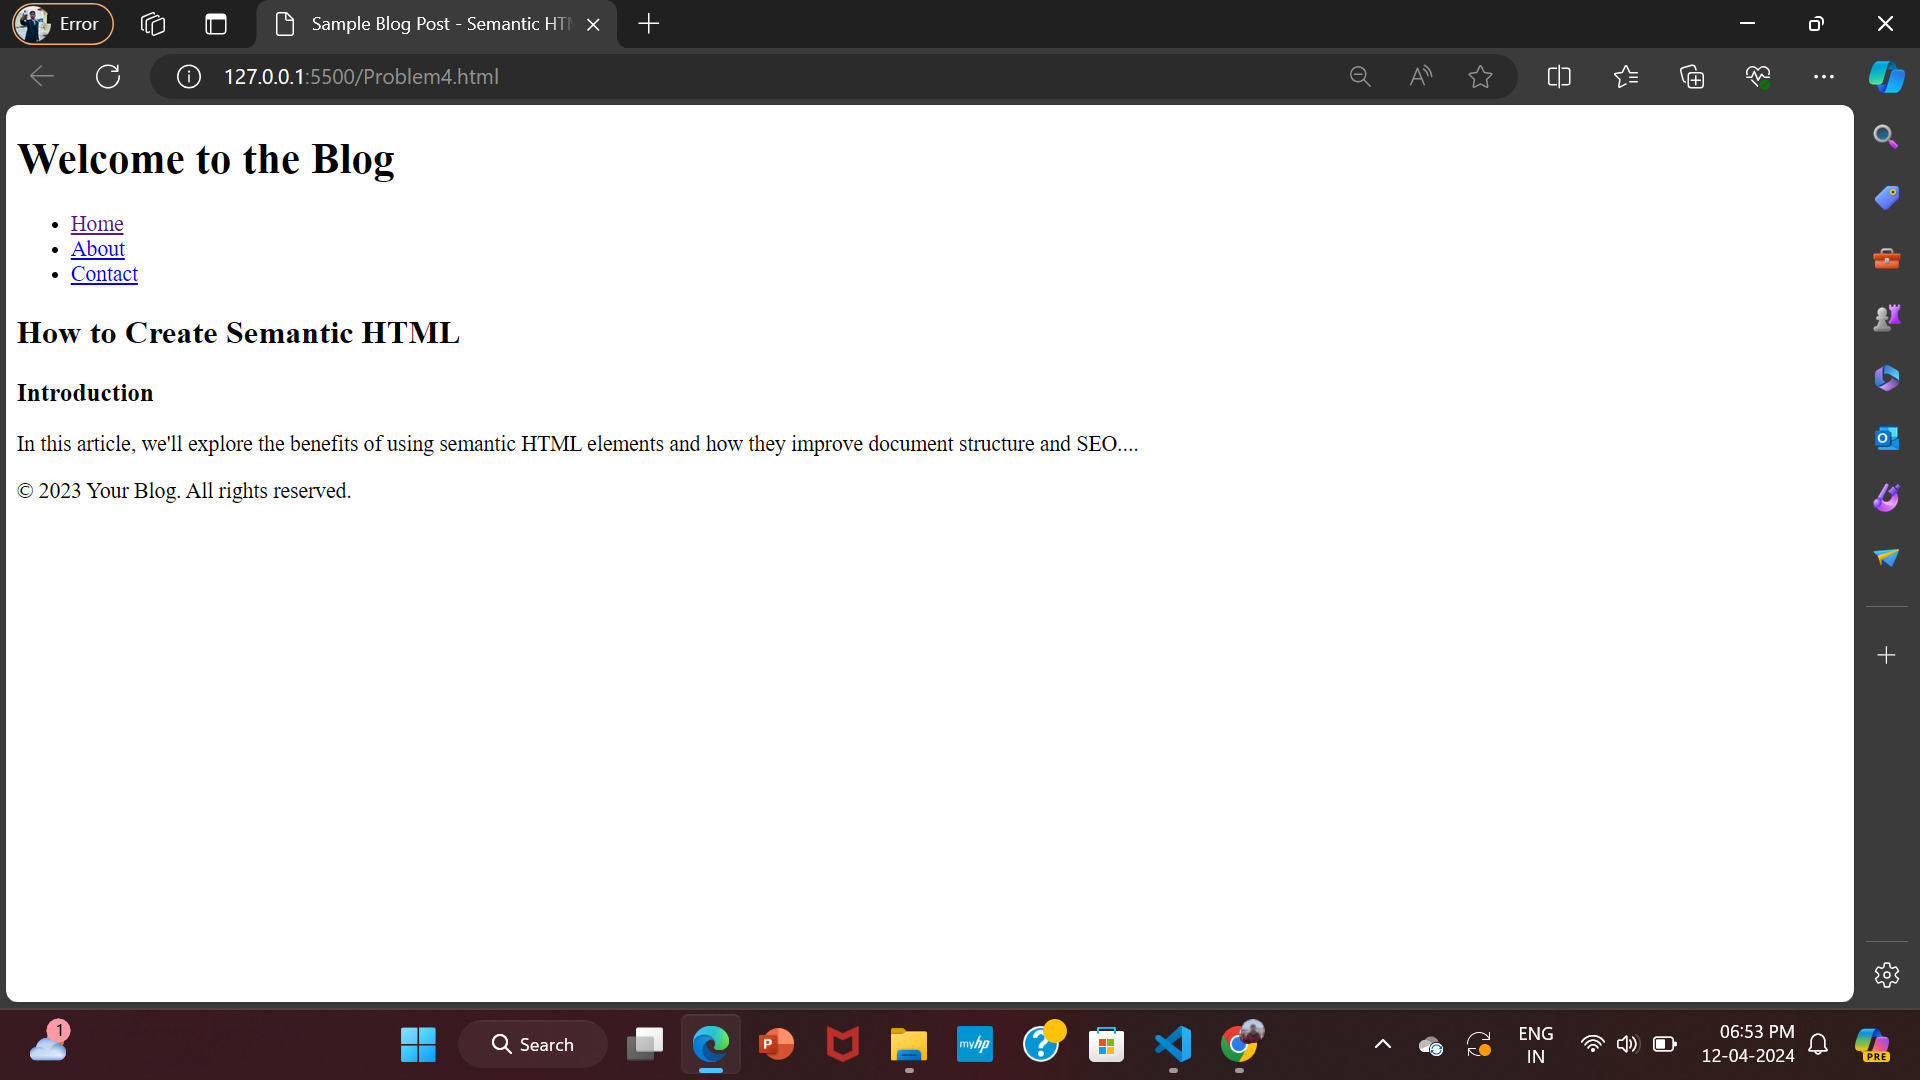 Error
Sample Blog Post - Semantic HT
127.0.0.1:5500/Problem4.html
Welcome to the Blog
Home
About
Contact
How to Create Semantic HTML
Introduction
In this article, we'll explore the benefits of using semantic HTML elements and how they improve document structure and SEO....
© 2023 Your Blog. All rights reserved.
1
Search
P
myhp
?
ENG
IN
06:53 PM
12-04-2024
PRE